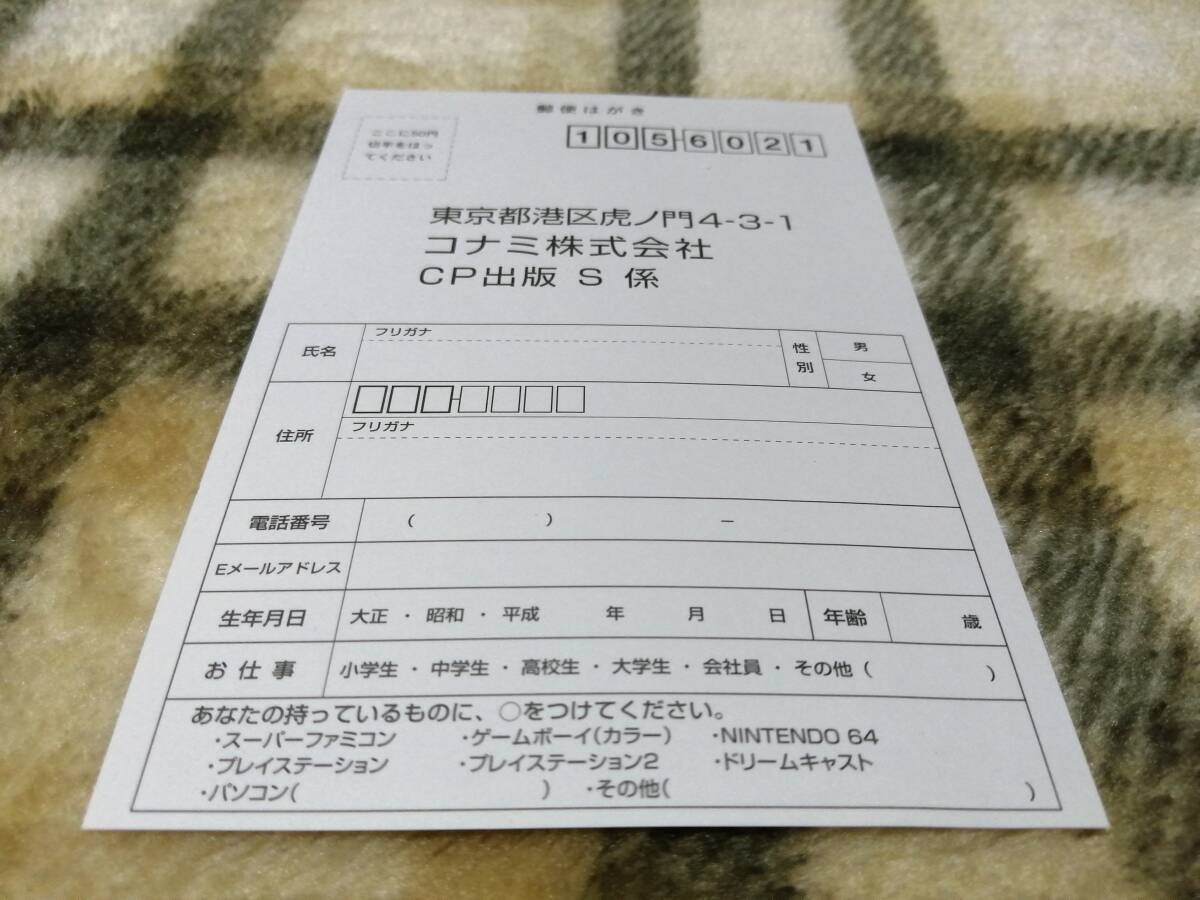 郵便はがき
ここに50円
切手をはっ
てください
105-6021
東京都港区虎ノ門4-3-1
コナミ株式会社
CP出版 S 係
氏名
フリガナ
性別
男
女
住所
フリガナ
電話番号 ( ) −
Eメールアドレス
生年月日 大正 ・ 昭和 ・ 平成 年 月 日 年齢 歳
お仕事 小学生 ・ 中学生 ・ 高校生 ・ 大学生 ・ 会社員 ・ その他 ( )
あなたの持っているものに、○をつけてください。
・スーパーファミコン ・ゲームボーイ(カラー) ・NINTENDO 64
・プレイステーション ・プレイステーション2 ・ドリームキャスト
・パソコン( ) ・その他( )